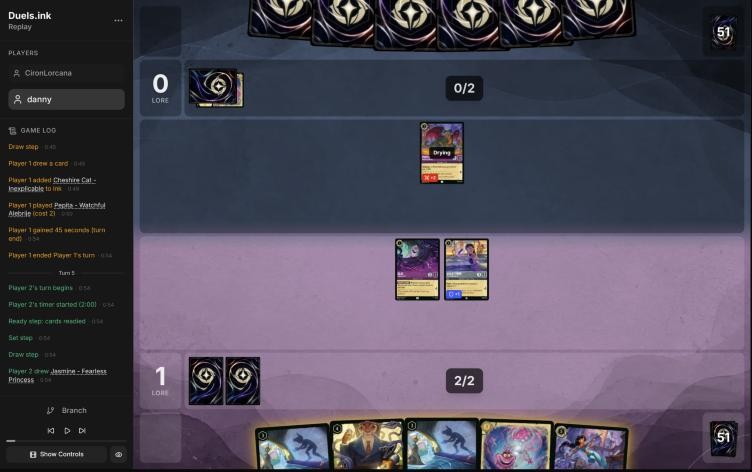 Duels.ink
Replay
PLAYERS
CironLorcana
danny
GAME LOG
Draw step · 0:45
Player 1 drew a card · 0:45
Player 1 added Cheshire Cat -
Inexplicable to ink · 0:49
Player 1 played Pepita - Watchful
Alebrije (cost 2) · 0:50
Player 1 gained 45 seconds (turn
end) · 0:54
Player 1 ended Player 1's turn · 0:54
Turn 5
Player 2's turn begins · 0:54
Player 2's timer started (2:00) · 0:54
Ready step: cards readied · 0:54
Set step · 0:54
Draw step · 0:54
Player 2 drew Jasmine - Fearless
Princess · 0:54
Branch
Show Controls
51
0
LORE
0/2
Drying
1
LORE
2/2
51